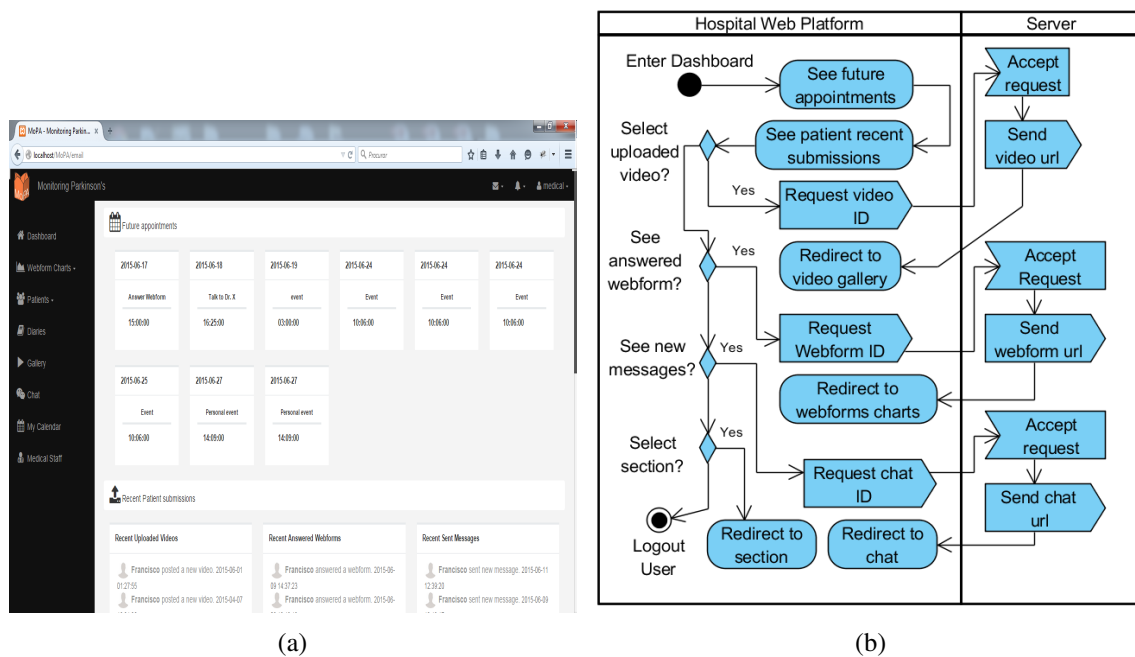 MoPA - Monitoring Parkin... x
localhost/MoPA/email
Procurar
MoPA
Monitoring Parkinson's
medical
Dashboard
Webform Charts
Patients
Diaries
Gallery
Chat
My Calendar
Medical Staff
Future appointments
2015-06-17 2015-06-18 2015-06-19 2015-06-24 2015-06-24 2015-06-24
Answer Webform Talk to Dr. X event Event Event Event
15:00:00 16:25:00 03:00:00 10:06:00 10:06:00 10:06:00
2015-06-25 2015-06-27 2015-06-27
Event Personal event Personal event
10:06:00 14:09:00 14:09:00
Recent Patient submissions
Recent Uploaded Videos
Francisco posted a new video. 2015-06-01
01:27:55
Francisco posted a new video. 2015-04-07
Recent Answered Webforms
Francisco answered a webform. 2015-06-
09 14:37:23
Francisco answered a webform. 2015-06-
Recent Sent Messages
Francisco sent new message. 2015-06-11
12:39:20
Francisco sent new message. 2015-06-09
(a)
Hospital Web Platform
Server
Enter Dashboard
See future
appointments
Accept
request
Select
uploaded
video?
See patient recent
submissions
Send
video url
Yes
Request video
ID
See
answered
webform?
Yes
Redirect to
video gallery
Accept
Request
Request
Webform ID
Send
webform url
See new
messages?
Yes
Redirect to
webforms charts
Accept
request
Select
section?
Yes
Request chat
ID
Send chat
url
Logout
User
Redirect to
section
Redirect to
chat
(b)